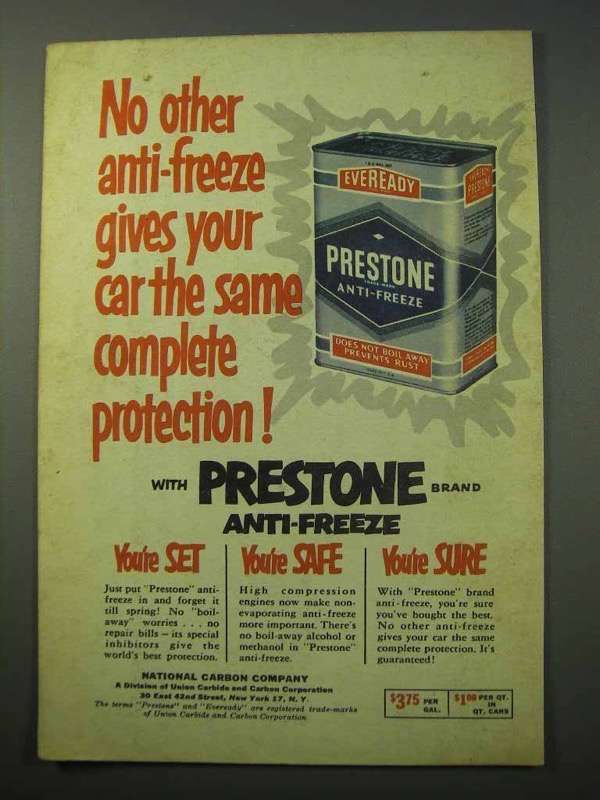 No other
anti-freeze
gives your
car the same
complete
protection!
EVEREADY
PRESTONE
TRADE-MARK
ANTI-FREEZE
DOES NOT BOIL AWAY
PREVENTS RUST
EVEREADY
PRESTONE
WITH PRESTONE BRAND
ANTI-FREEZE
You're SET
Just put "Prestone" anti-
freeze in and forget it
till spring! No "boil-
away" worries . . . no
repair bills – its special
inhibitors give the
world's best protection.
You're SAFE
High compression
engines now make non-
evaporating anti-freeze
more important. There's
no boil-away alcohol or
methanol in "Prestone"
anti-freeze.
You're SURE
With "Prestone" brand
anti-freeze, you're sure
you've bought the best.
No other anti-freeze
gives your car the same
complete protection. It's
guaranteed!
NATIONAL CARBON COMPANY
A Division of Union Carbide and Carbon Corporation
30 East 42nd Street, New York 17, N. Y.
The terms "Prestone" and "Eveready" are registered trade-marks
of Union Carbide and Carbon Corporation
$3.75 PER GAL.
$1.00 PER QT. IN QT. CANS